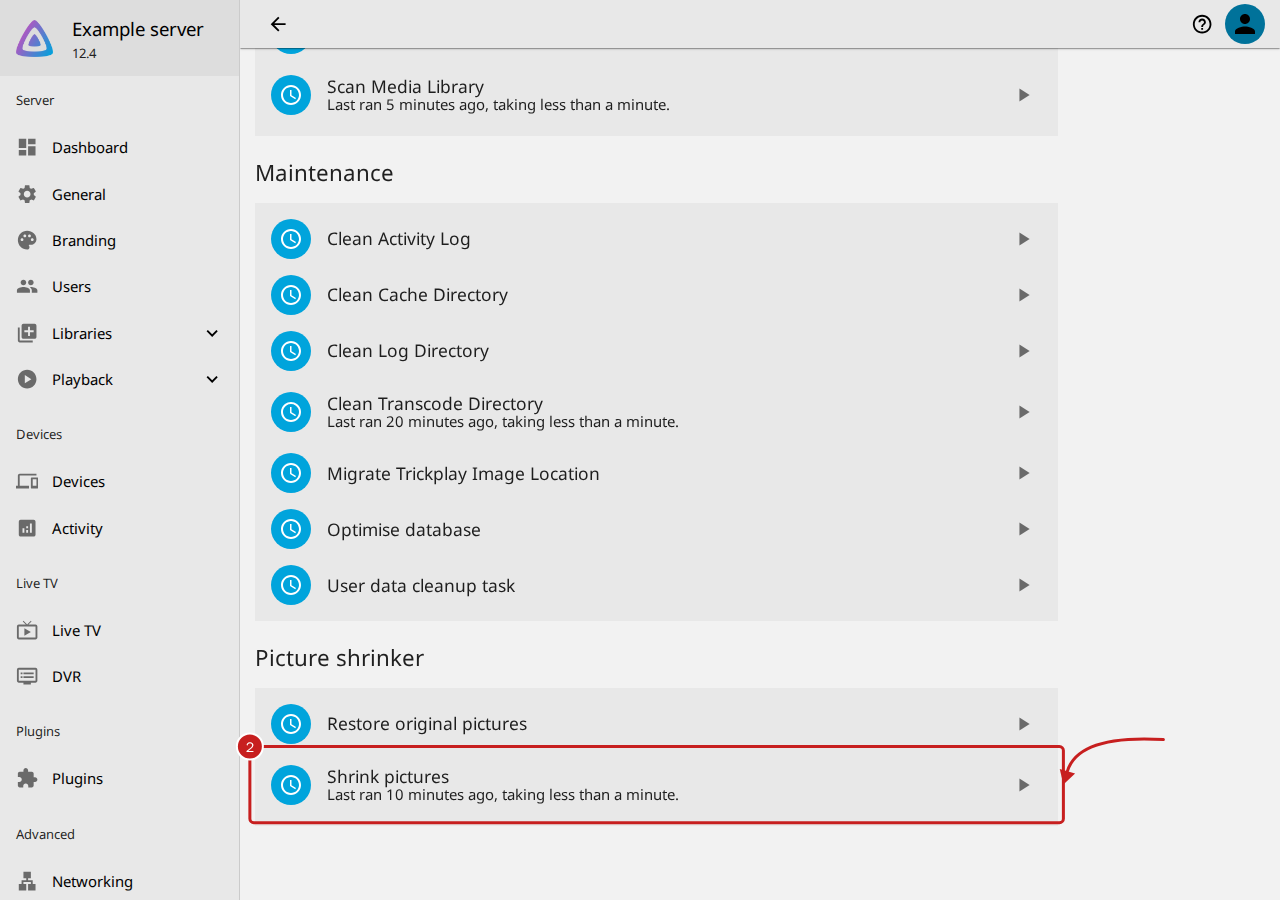 Example server
12.4
Server
Dashboard
General
Branding
Users
Libraries
Playback
Devices
Devices
Activity
Live TV
Live TV
DVR
Plugins
Plugins
Advanced
Networking
Scan Media Library
Last ran 5 minutes ago, taking less than a minute.
Maintenance
Clean Activity Log
Clean Cache Directory
Clean Log Directory
Clean Transcode Directory
Last ran 20 minutes ago, taking less than a minute.
Migrate Trickplay Image Location
Optimise database
User data cleanup task
Picture shrinker
Restore original pictures
2
Shrink pictures
Last ran 10 minutes ago, taking less than a minute.